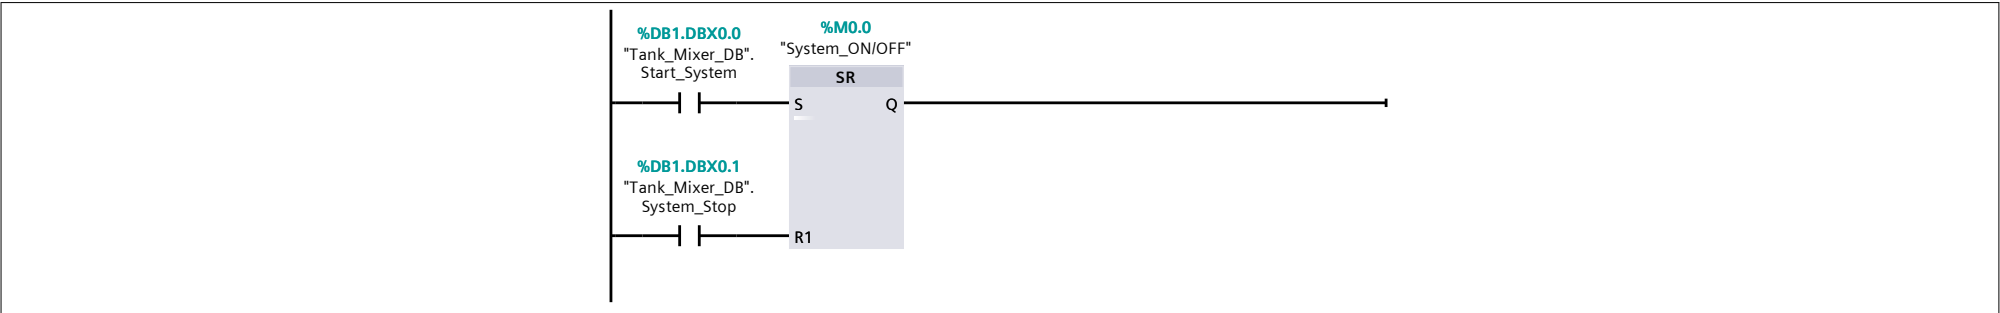 %DB1.DBX0.0
"Tank_Mixer_DB".
Start_System
%M0.0
"System_ON/OFF"
SR
S
Q
%DB1.DBX0.1
"Tank_Mixer_DB".
System_Stop
R1